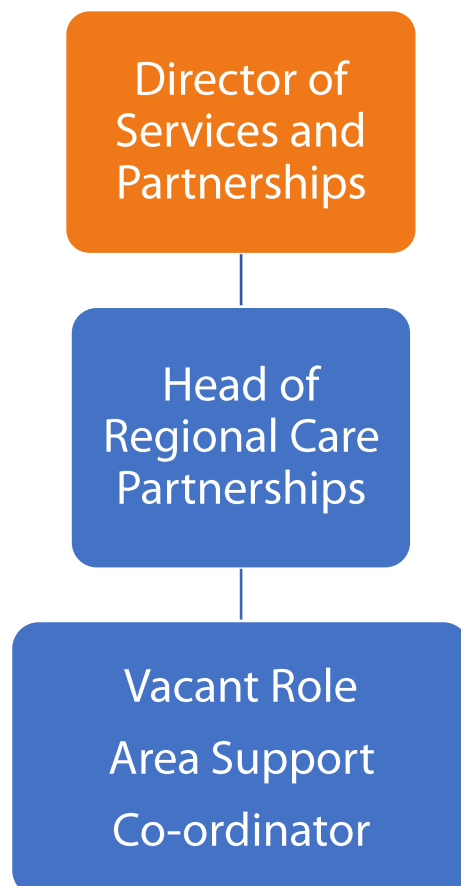 Director of
Services and
Partnerships
Head of
Regional Care
Partnerships
Vacant Role
Area Support
Co-ordinator